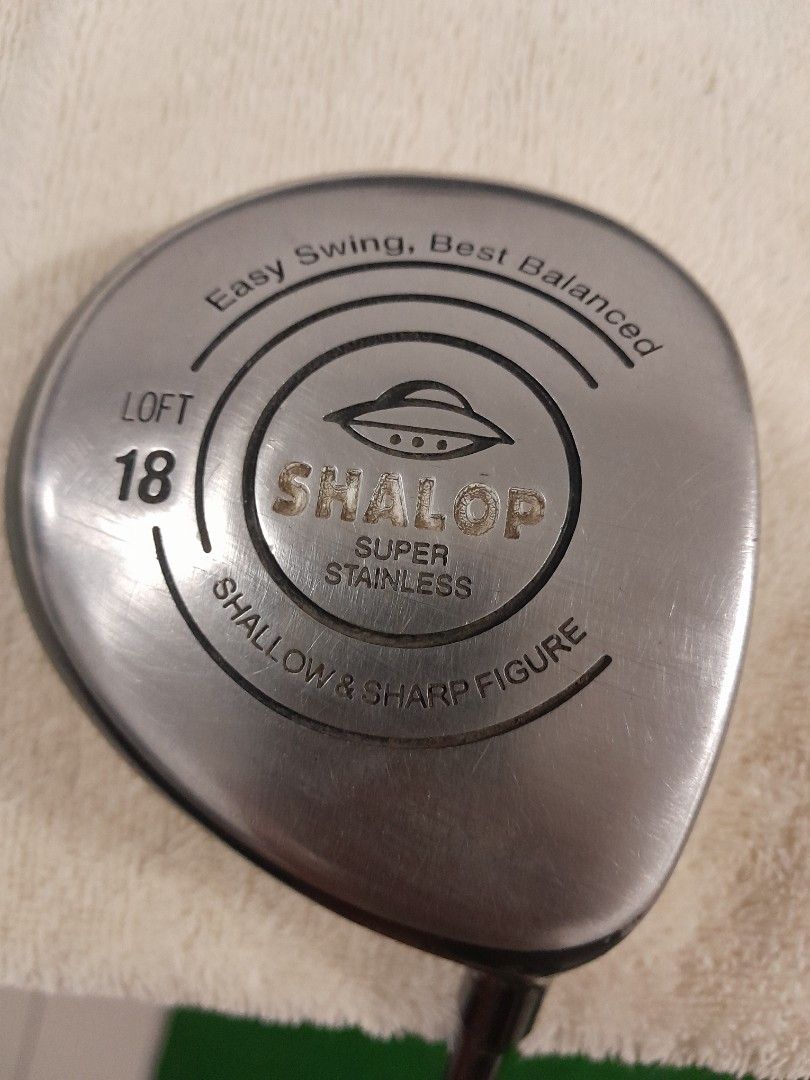 Easy Swing, Best Balanced
LOFT
18
SHALOP
SUPER
STAINLESS
SHALLOW & SHARP FIGURE